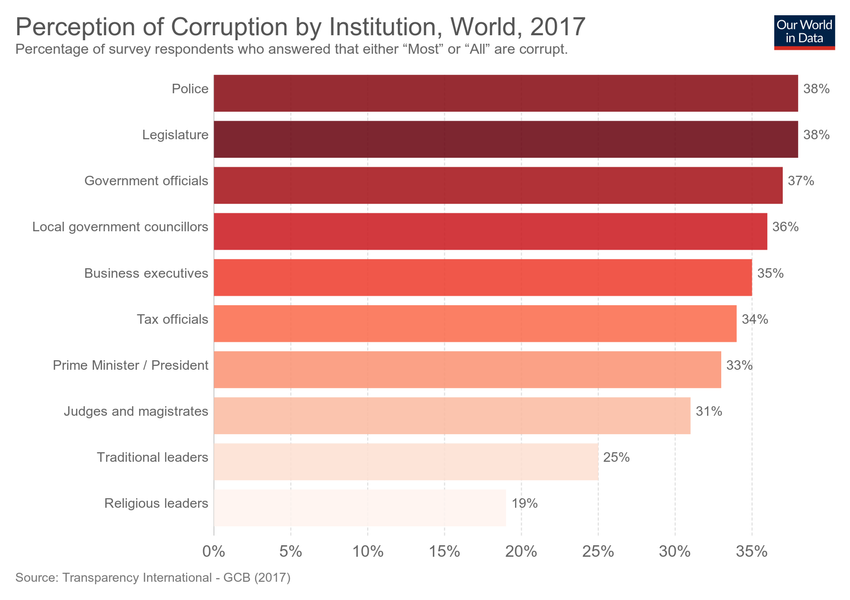 Perception of Corruption by Institution, World, 2017
Percentage of survey respondents who answered that either “Most” or “All” are corrupt.
Our World
in Data
Police 38%
Legislature 38%
Government officials 37%
Local government councillors 36%
Business executives 35%
Tax officials 34%
Prime Minister / President 33%
Judges and magistrates 31%
Traditional leaders 25%
Religious leaders 19%
0% 5% 10% 15% 20% 25% 30% 35%
Source: Transparency International - GCB (2017)